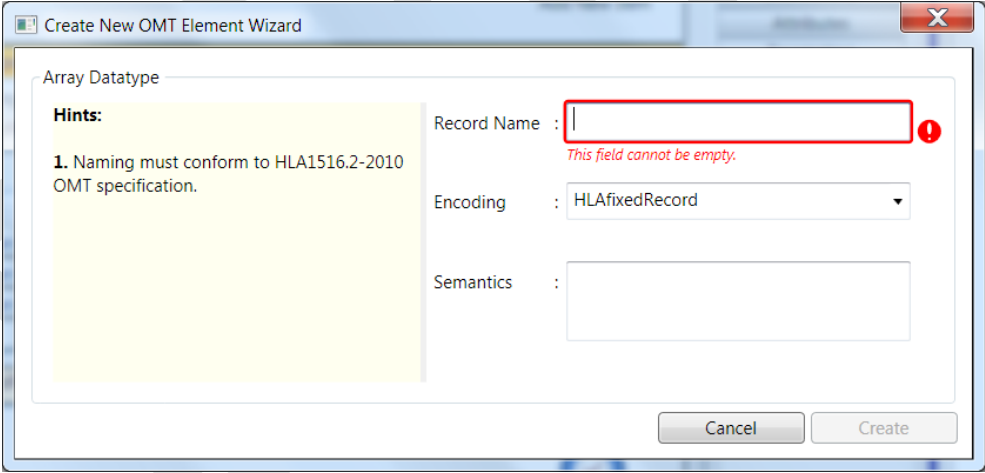 Create New OMT Element Wizard
Array Datatype
Hints:
1. Naming must conform to HLA1516.2-2010
OMT specification.
Record Name :
This field cannot be empty.
Encoding : HLAfixedRecord
Semantics :
Cancel Create